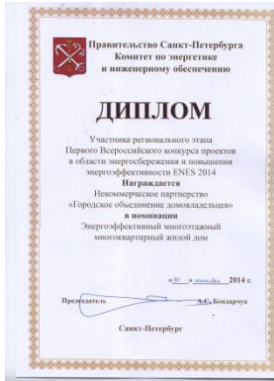 Правительство Санкт-Петербурга
Комитет по энергетике
и инженерному обеспечению
ДИПЛОМ
Участника регионального этапа
Первого Всероссийского конкурса проектов
в области энергосбережения и повышения
энергоэффективности ENES 2014
Награждается
Некоммерческое партнерство
«Городское объединение домовладельцев»
в номинации
Энергоэффективный многоэтажный
многоквартирный жилой дом
2014 г.
Председатель А.С. Бондарчук
Санкт-Петербург